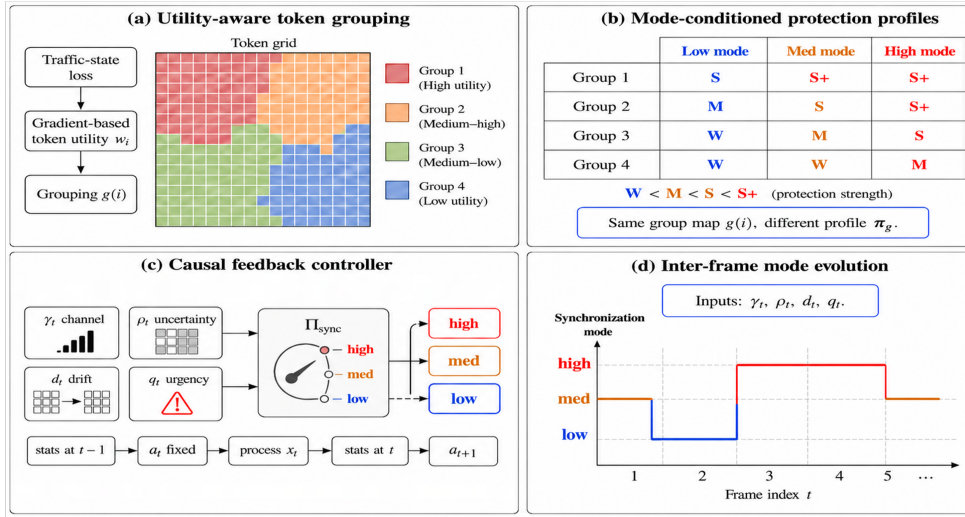 (a) Utility-aware token grouping
Traffic-state
loss
Gradient-based
token utility wᵢ
Grouping g(i)
Token grid
Group 1
(High utility)
Group 2
(Medium–high)
Group 3
(Medium–low)
Group 4
(Low utility)
(b) Mode-conditioned protection profiles
Low mode Med mode High mode
Group 1 S S+ S+
Group 2 M S S+
Group 3 W M S
Group 4 W W M
W < M < S < S+ (protection strength)
Same group map g(i), different profile π_g.
(c) Causal feedback controller
γₜ channel
ρₜ uncertainty
dₜ drift
qₜ urgency
Π_sync
high
med
low
high
med
low
stats at t − 1
aₜ fixed
process xₜ
stats at t
aₜ₊₁
(d) Inter-frame mode evolution
Inputs: γₜ, ρₜ, dₜ, qₜ.
Synchronization
mode
high
med
low
1 2 3 4 5 ...
Frame index t